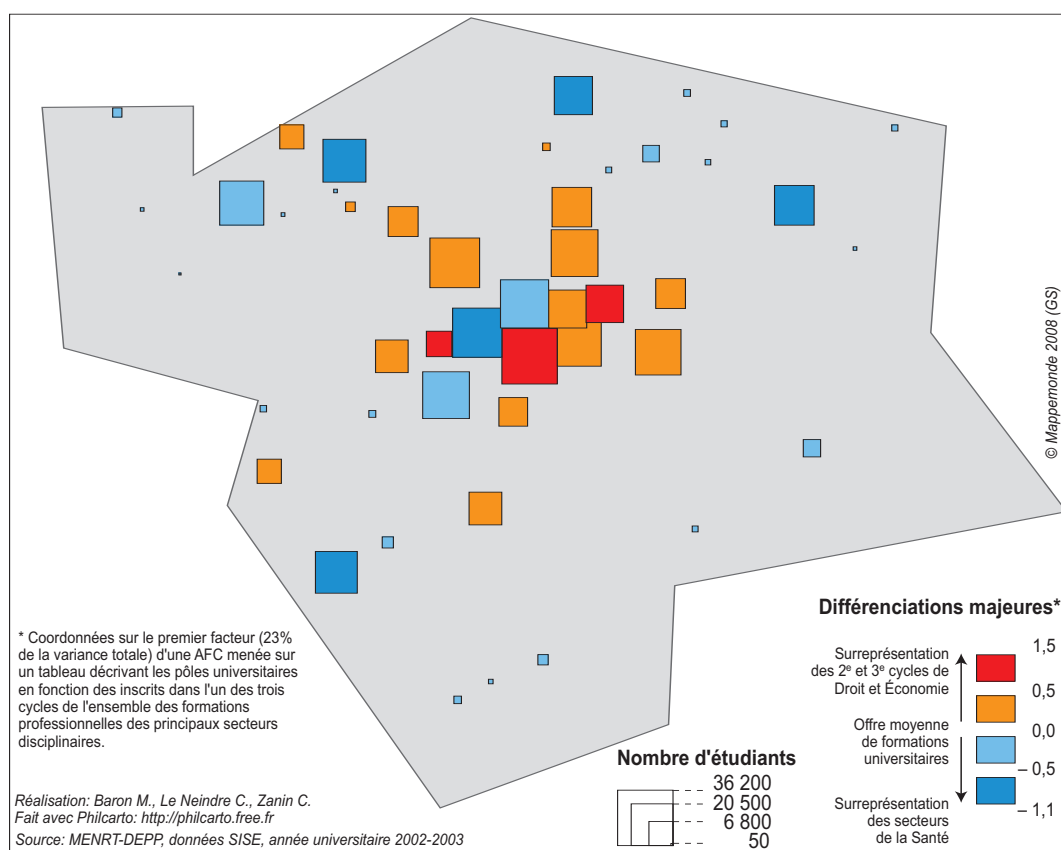 © Mappemonde 2008 (GS)
Différenciations majeures*
1,5
Surreprésentation
des 2e et 3e cycles de
Droit et Économie
0,5
0,0
Offre moyenne
de formations
universitaires
– 0,5
Surreprésentation
des secteurs
de la Santé
– 1,1
* Coordonnées sur le premier facteur (23%
de la variance totale) d'une AFC menée sur
un tableau décrivant les pôles universitaires
en fonction des inscrits dans l'un des trois
cycles de l'ensemble des formations
professionnelles des principaux secteurs
disciplinaires.
Nombre d'étudiants
36 200
20 500
6 800
50
Réalisation: Baron M., Le Neindre C., Zanin C.
Fait avec Philcarto: http://philcarto.free.fr
Source: MENRT-DEPP, données SISE, année universitaire 2002-2003